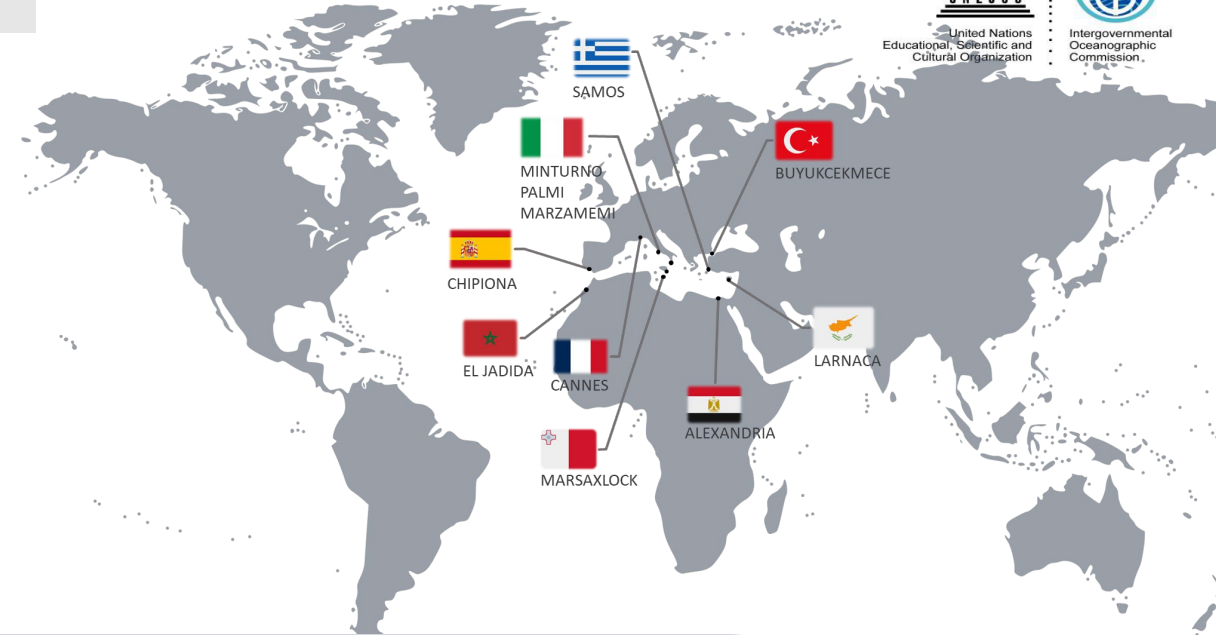 UNESCO
United Nations
Educational, Scientific and
Cultural Organization
Intergovernmental
Oceanographic
Commission
SAMOS
MINTURNO
PALMI
MARZAMEMI
BUYUKCEKMECE
CHIPIONA
EL JADIDA
CANNES
LARNACA
ALEXANDRIA
MARSAXLOCK